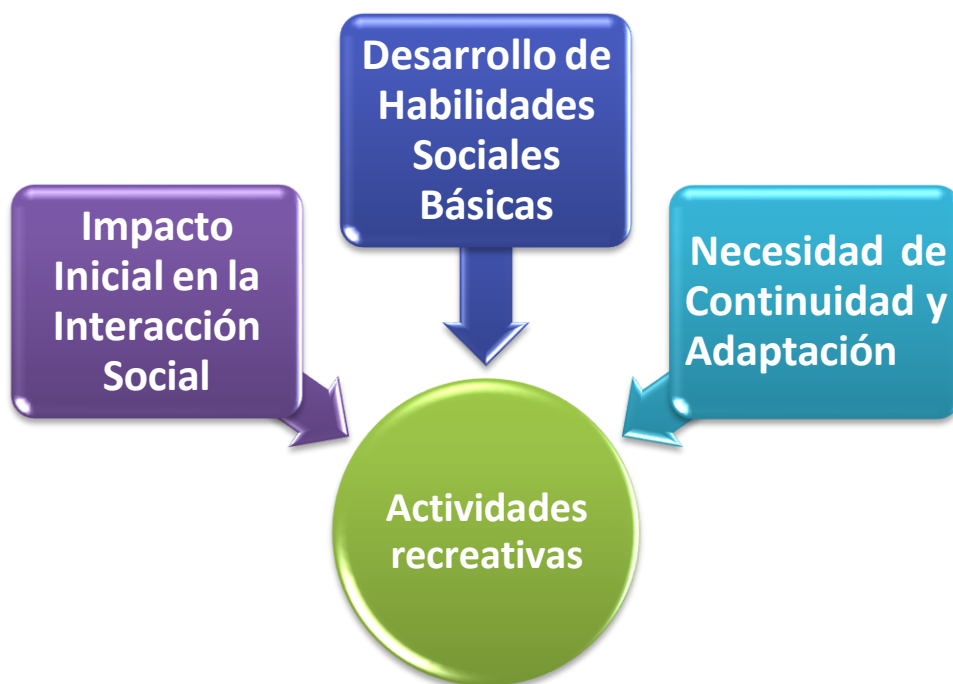 Impacto
Inicial en la
Interacción
Social
Desarrollo de
Habilidades
Sociales
Básicas
Necesidad de
Continuidad y
Adaptación
Actividades
recreativas